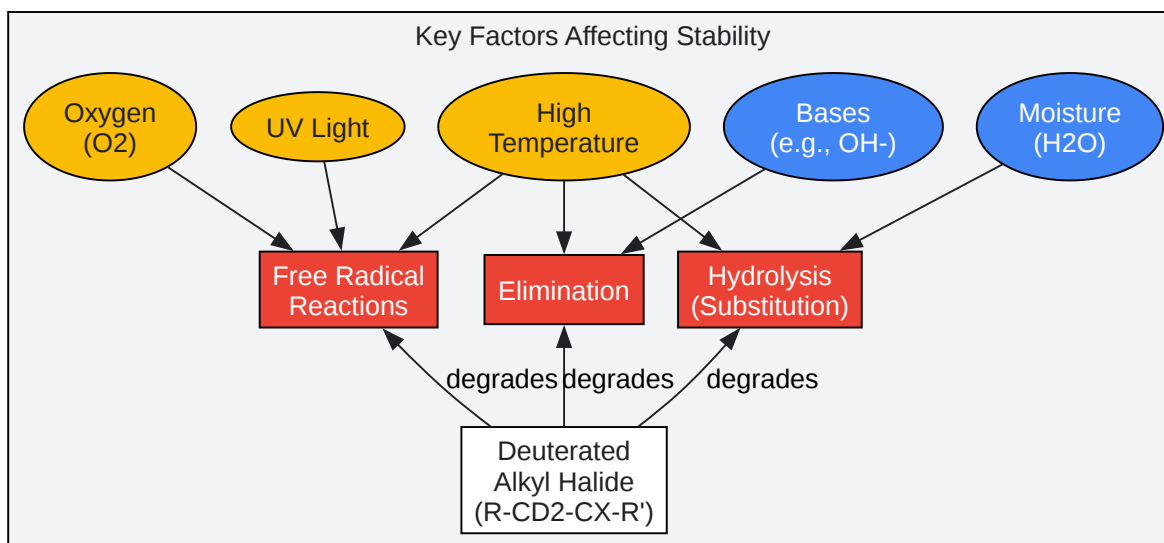 Key Factors Affecting Stability
Oxygen
(O2)
UV Light
High
Temperature
Bases
(e.g., OH-)
Moisture
(H2O)
Free Radical
Reactions
Elimination
Hydrolysis
(Substitution)
degrades
degrades
degrades
Deuterated
Alkyl Halide
(R-CD2-CX-R')